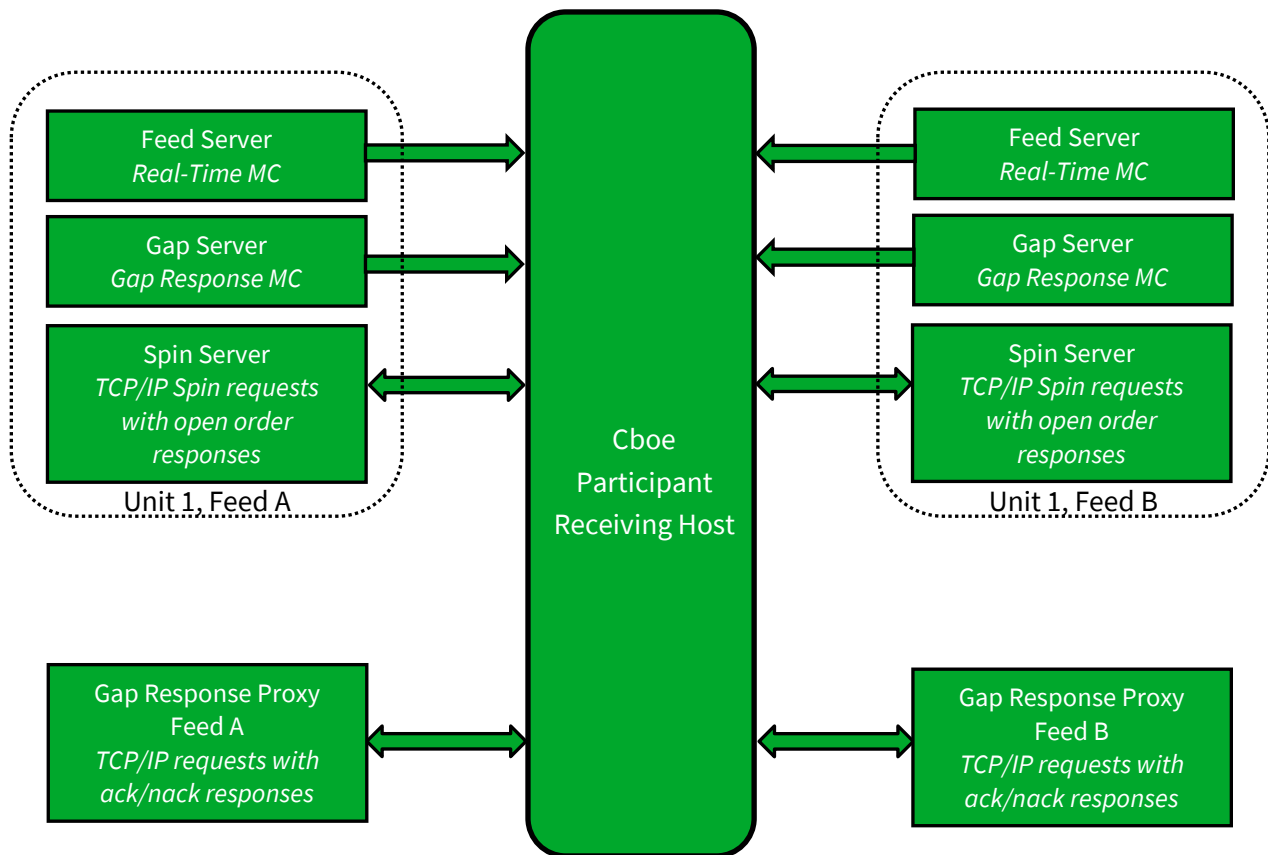 Feed Server
Real-Time MC
Gap Server
Gap Response MC
Spin Server
TCP/IP Spin requests
with open order
responses
Unit 1, Feed A
Gap Response Proxy
Feed A
TCP/IP requests with
ack/nack responses
Cboe
Participant
Receiving Host
Feed Server
Real-Time MC
Gap Server
Gap Response MC
Spin Server
TCP/IP Spin requests
with open order
responses
Unit 1, Feed B
Gap Response Proxy
Feed B
TCP/IP requests with
ack/nack responses